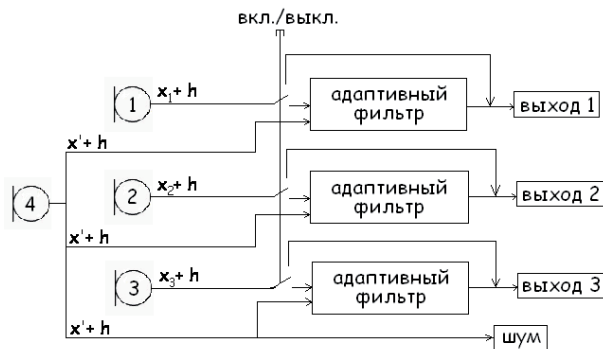 вкл./выкл.
x₁+ h
1
адаптивный
фильтр
выход 1
x'+ h
4
x₂+ h
2
адаптивный
фильтр
выход 2
x'+ h
x₃+ h
3
адаптивный
фильтр
выход 3
x'+ h
шум